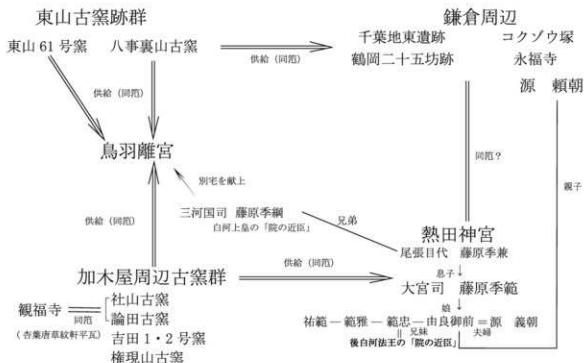 東山古窯跡群
東山61号窯 八事裏山古窯
供給（同范）
鎌倉周辺
千葉地東遺跡 コクゾウ塚
鶴岡二十五坊跡 永福寺
源 頼朝
供給（同范）
鳥羽離宮
同范？
親子
別宅を献上
三河国司 藤原季綱
白河上皇の「院の近臣」
兄弟
供給（同范）
熱田神宮
尾張目代 藤原季兼
息子↓
大宮司 藤原季範
娘↓
祐範―範雅―範忠―由良御前＝源 義朝
兄妹 夫婦
後白河法王の「院の近臣」
加木屋周辺古窯群
供給（同范）
観福寺
同范
（杏葉唐草紋軒平瓦）
社山古窯
論田古窯
吉田1・2号窯
権現山古窯